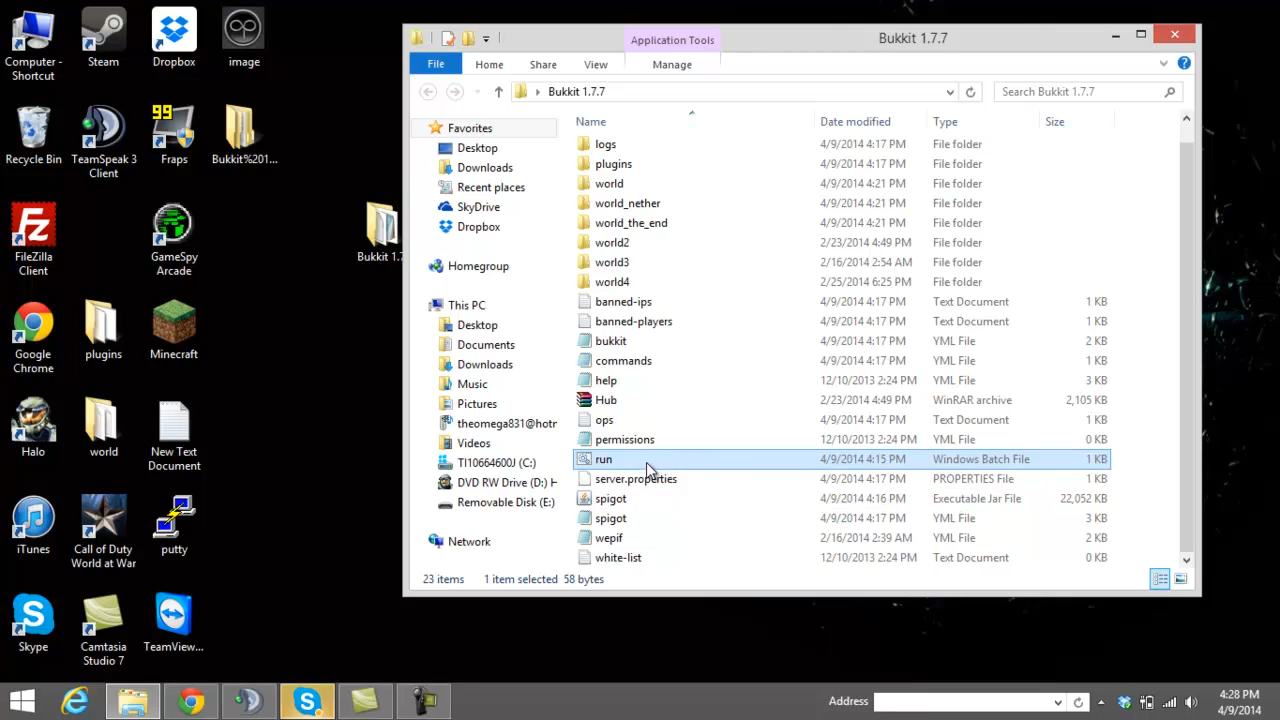 Computer -
Shortcut
Steam
Dropbox
image
Recycle Bin
TeamSpeak 3
Client
99
Fraps
Bukkit%201...
FileZilla
Client
GameSpy
Arcade
Bukkit 1.7
Google
Chrome
plugins
Minecraft
Halo
world
New Text
Document
iTunes
Call of Duty
World at War
putty
Skype
Camtasia
Studio 7
TeamView...
Application Tools
Bukkit 1.7.7
File
Home
Share
View
Manage
Bukkit 1.7.7
Search Bukkit 1.7.7
Favorites
Desktop
Downloads
Recent places
SkyDrive
Dropbox
Homegroup
This PC
Desktop
Documents
Downloads
Music
Pictures
theomega831@hotr
Videos
TI10664600J (C:)
DVD RW Drive (D:) H
Removable Disk (E:)
Network
Name Date modified Type Size
logs 4/9/2014 4:17 PM File folder
plugins 4/9/2014 4:17 PM File folder
world 4/9/2014 4:21 PM File folder
world_nether 4/9/2014 4:21 PM File folder
world_the_end 4/9/2014 4:21 PM File folder
world2 2/23/2014 4:49 PM File folder
world3 2/16/2014 2:54 AM File folder
world4 2/25/2014 6:25 PM File folder
banned-ips 4/9/2014 4:17 PM Text Document 1 KB
banned-players 4/9/2014 4:17 PM Text Document 1 KB
bukkit 4/9/2014 4:17 PM YML File 2 KB
commands 4/9/2014 4:17 PM YML File 1 KB
help 12/10/2013 2:24 PM YML File 3 KB
Hub 2/23/2014 4:49 PM WinRAR archive 2,105 KB
ops 4/9/2014 4:17 PM Text Document 1 KB
permissions 12/10/2013 2:24 PM YML File 0 KB
run 4/9/2014 4:15 PM Windows Batch File 1 KB
server.properties 4/9/2014 4:17 PM PROPERTIES File 1 KB
spigot 4/9/2014 4:16 PM Executable Jar File 22,052 KB
spigot 4/9/2014 4:17 PM YML File 3 KB
wepif 2/16/2014 2:39 AM YML File 1 KB
white-list 12/10/2013 2:24 PM Text Document 0 KB
23 items 1 item selected 58 bytes
Address
4:28 PM
4/9/2014